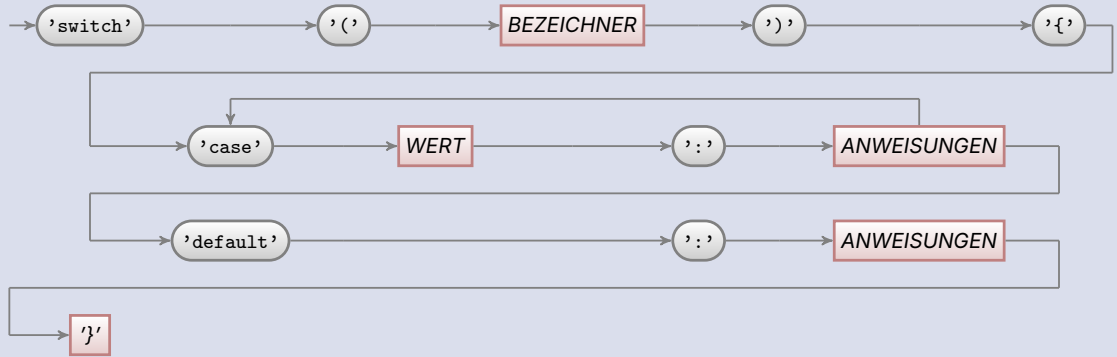 ’switch’ ’(’ BEZEICHNER ’)’ ’{’
’case’ WERT ’:’ ANWEISUNGEN
’default’ ’:’ ANWEISUNGEN
’}’